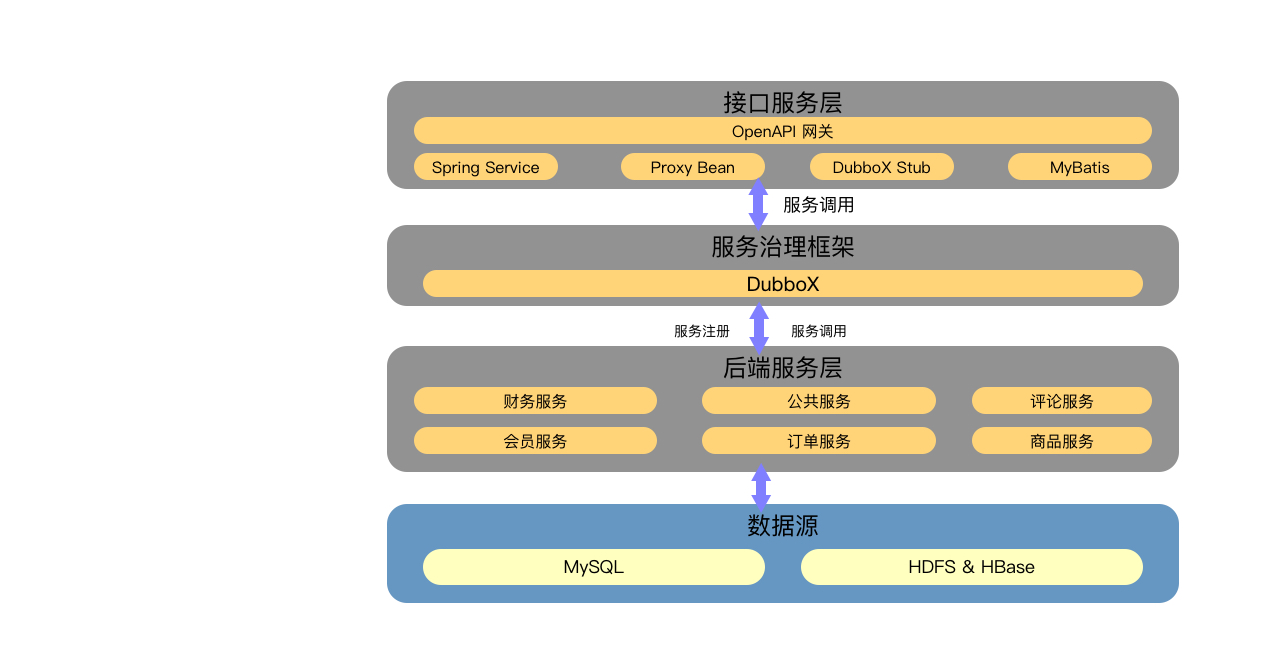 接口服务层
OpenAPI 网关
Spring Service
Proxy Bean
DubboX Stub
MyBatis
服务调用
服务治理框架
DubboX
服务注册
服务调用
后端服务层
财务服务
公共服务
评论服务
会员服务
订单服务
商品服务
数据源
MySQL
HDFS & HBase